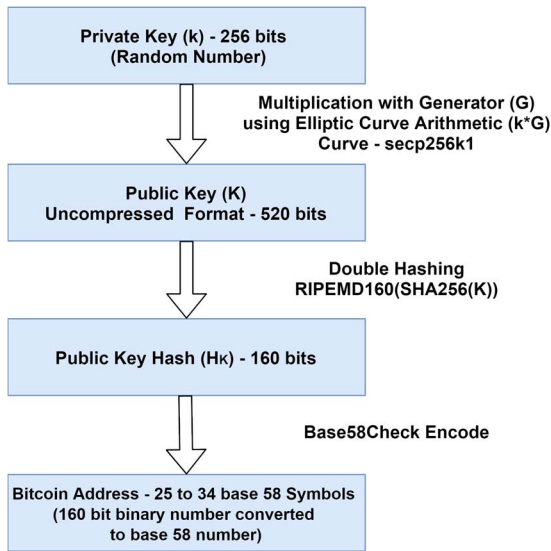 Private Key (k) - 256 bits
(Random Number)
Multiplication with Generator (G)
using Elliptic Curve Arithmetic (k*G)
Curve - secp256k1
Public Key (K)
Uncompressed Format - 520 bits
Double Hashing
RIPEMD160(SHA256(K))
Public Key Hash (Hᴋ) - 160 bits
Base58Check Encode
Bitcoin Address - 25 to 34 base 58 Symbols
(160 bit binary number converted
to base 58 number)